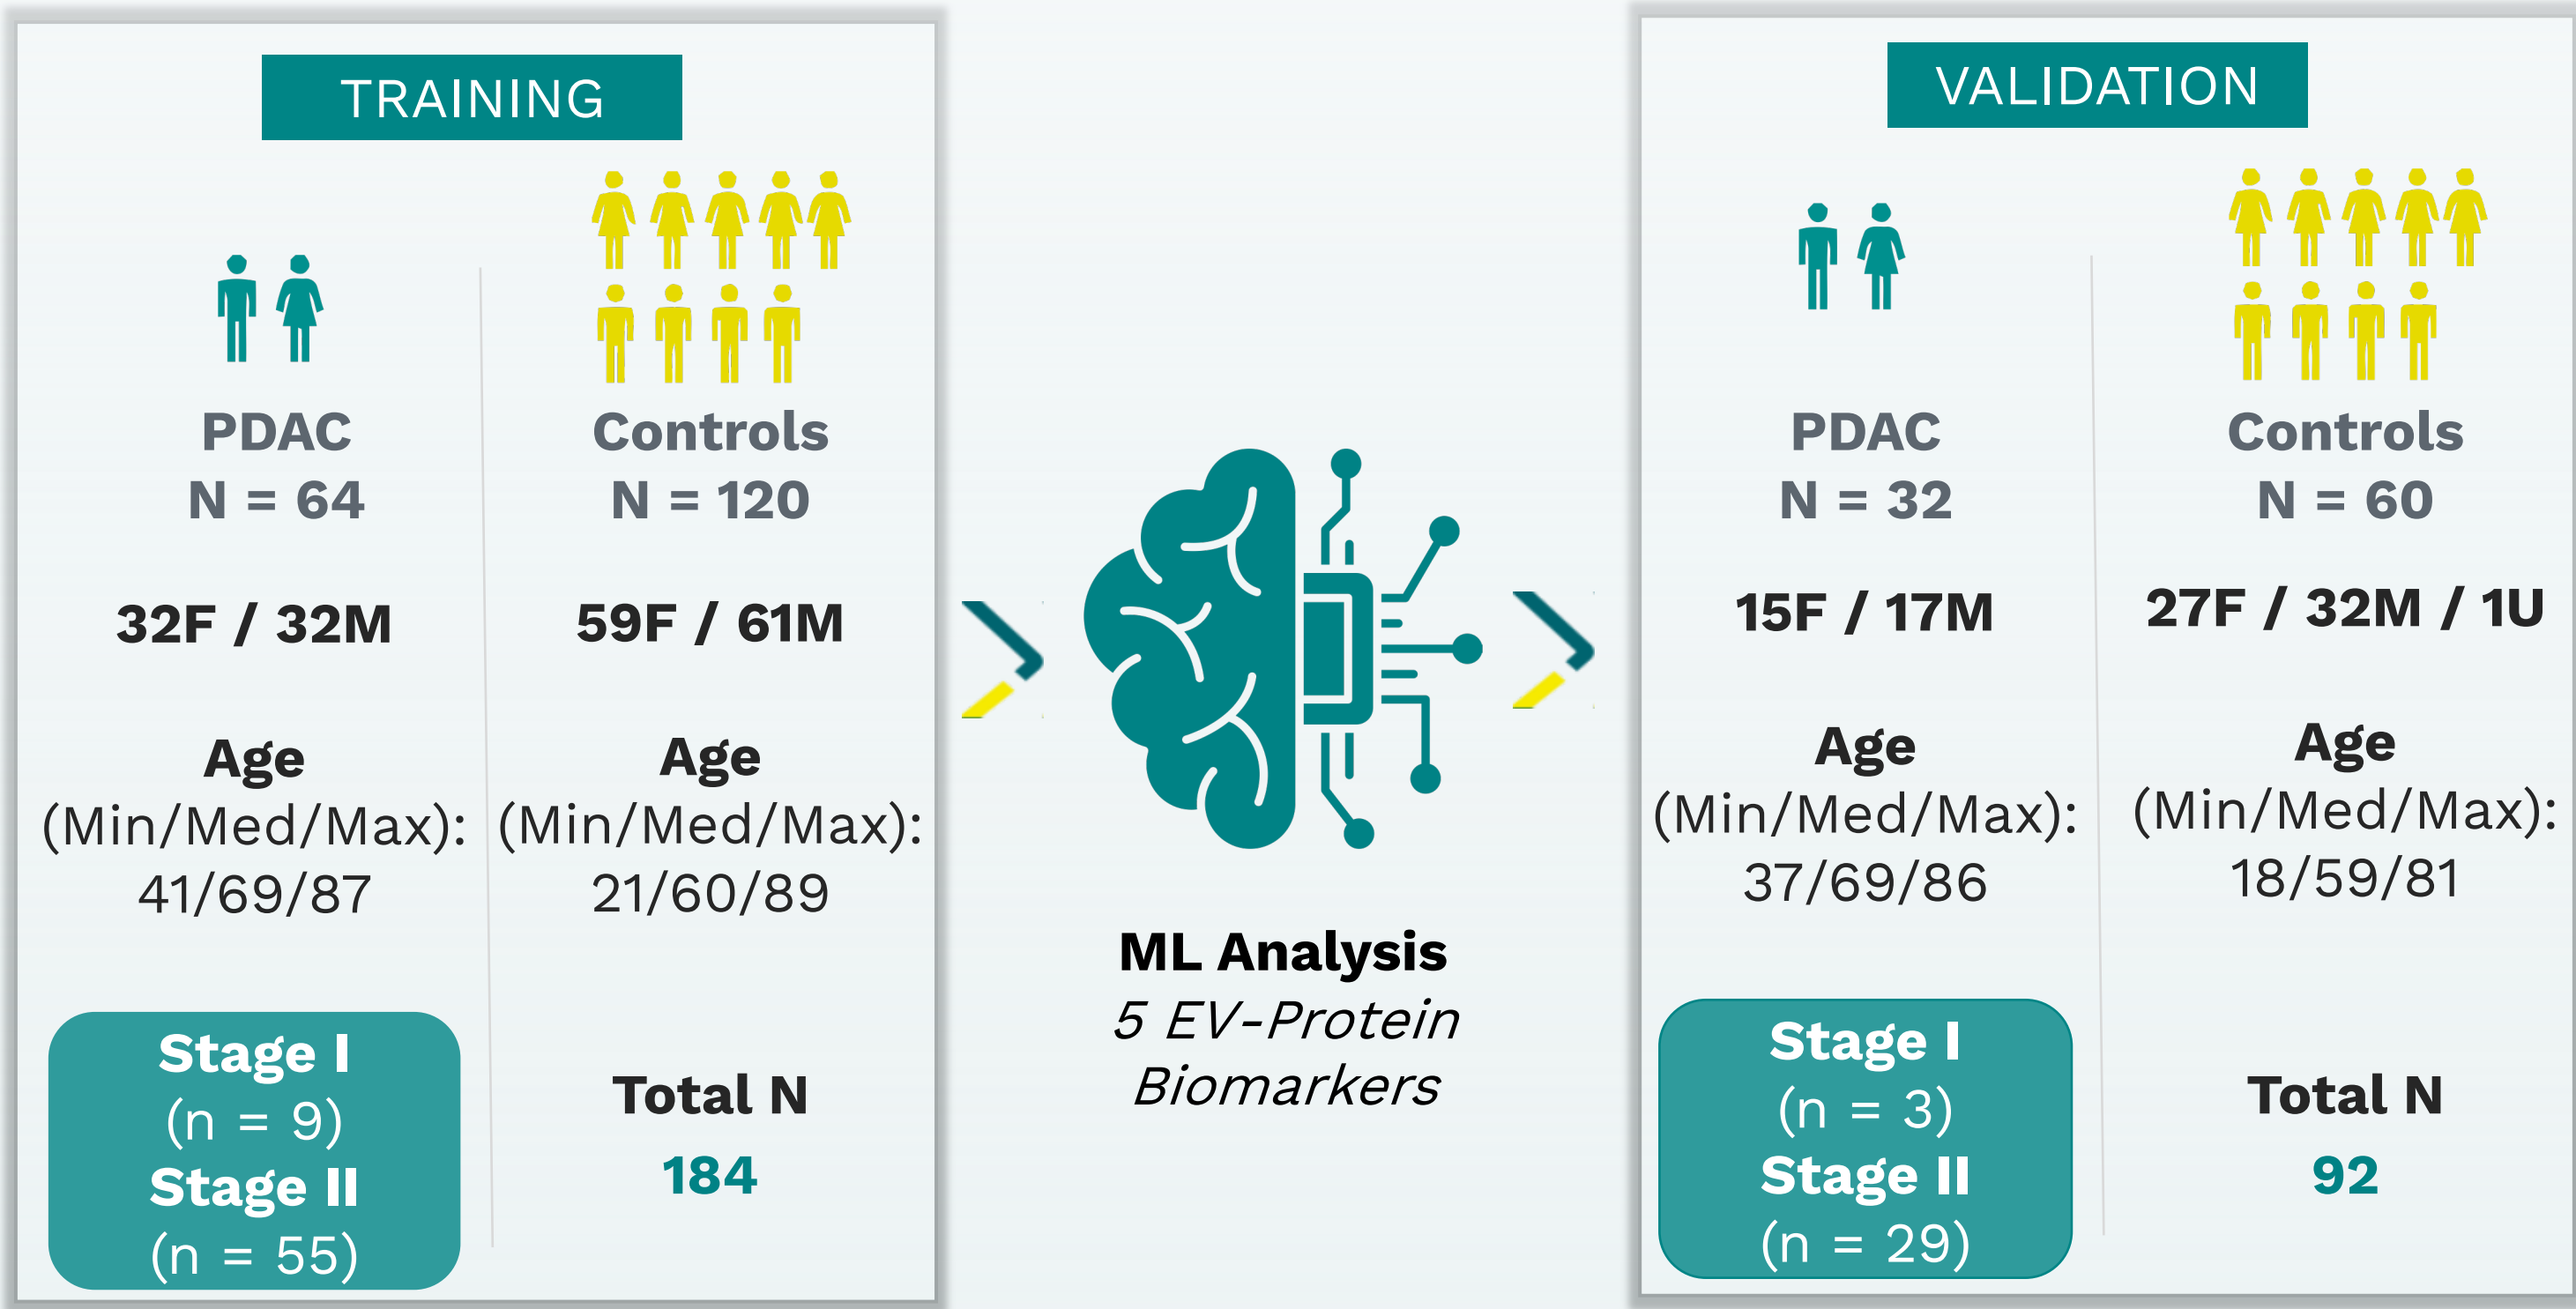 TRAINING
PDAC
N = 64
32F / 32M
Age
(Min/Med/Max):
41/69/87
Stage I
(n = 9)
Stage II
(n = 55)
Controls
N = 120
59F / 61M
Age
(Min/Med/Max):
21/60/89
Total N
184
ML Analysis
5 EV-Protein
Biomarkers
VALIDATION
PDAC
N = 32
15F / 17M
Age
(Min/Med/Max):
37/69/86
Stage I
(n = 3)
Stage II
(n = 29)
Controls
N = 60
27F / 32M / 1U
Age
(Min/Med/Max):
18/59/81
Total N
92